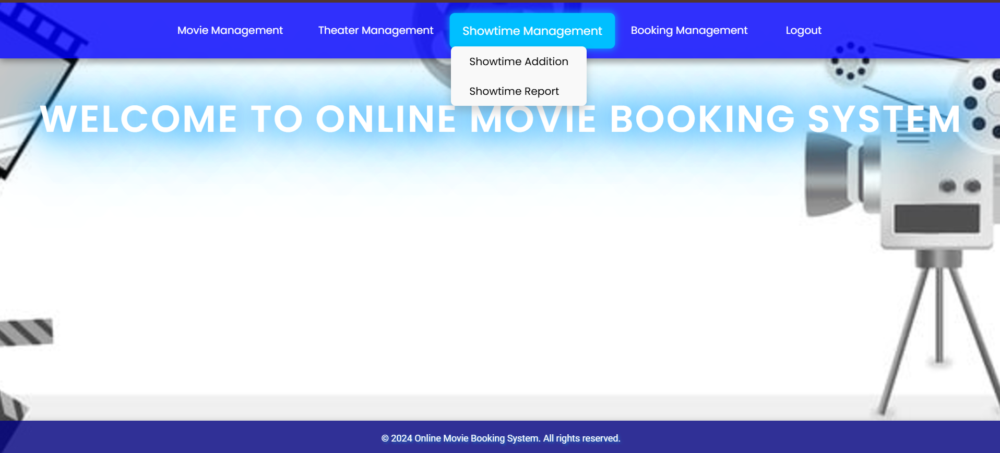 Movie Management Theater Management Showtime Management Booking Management Logout
Showtime Addition
Showtime Report
WELCOME TO ONLINE MOVIE BOOKING SYSTEM
© 2024 Online Movie Booking System. All rights reserved.